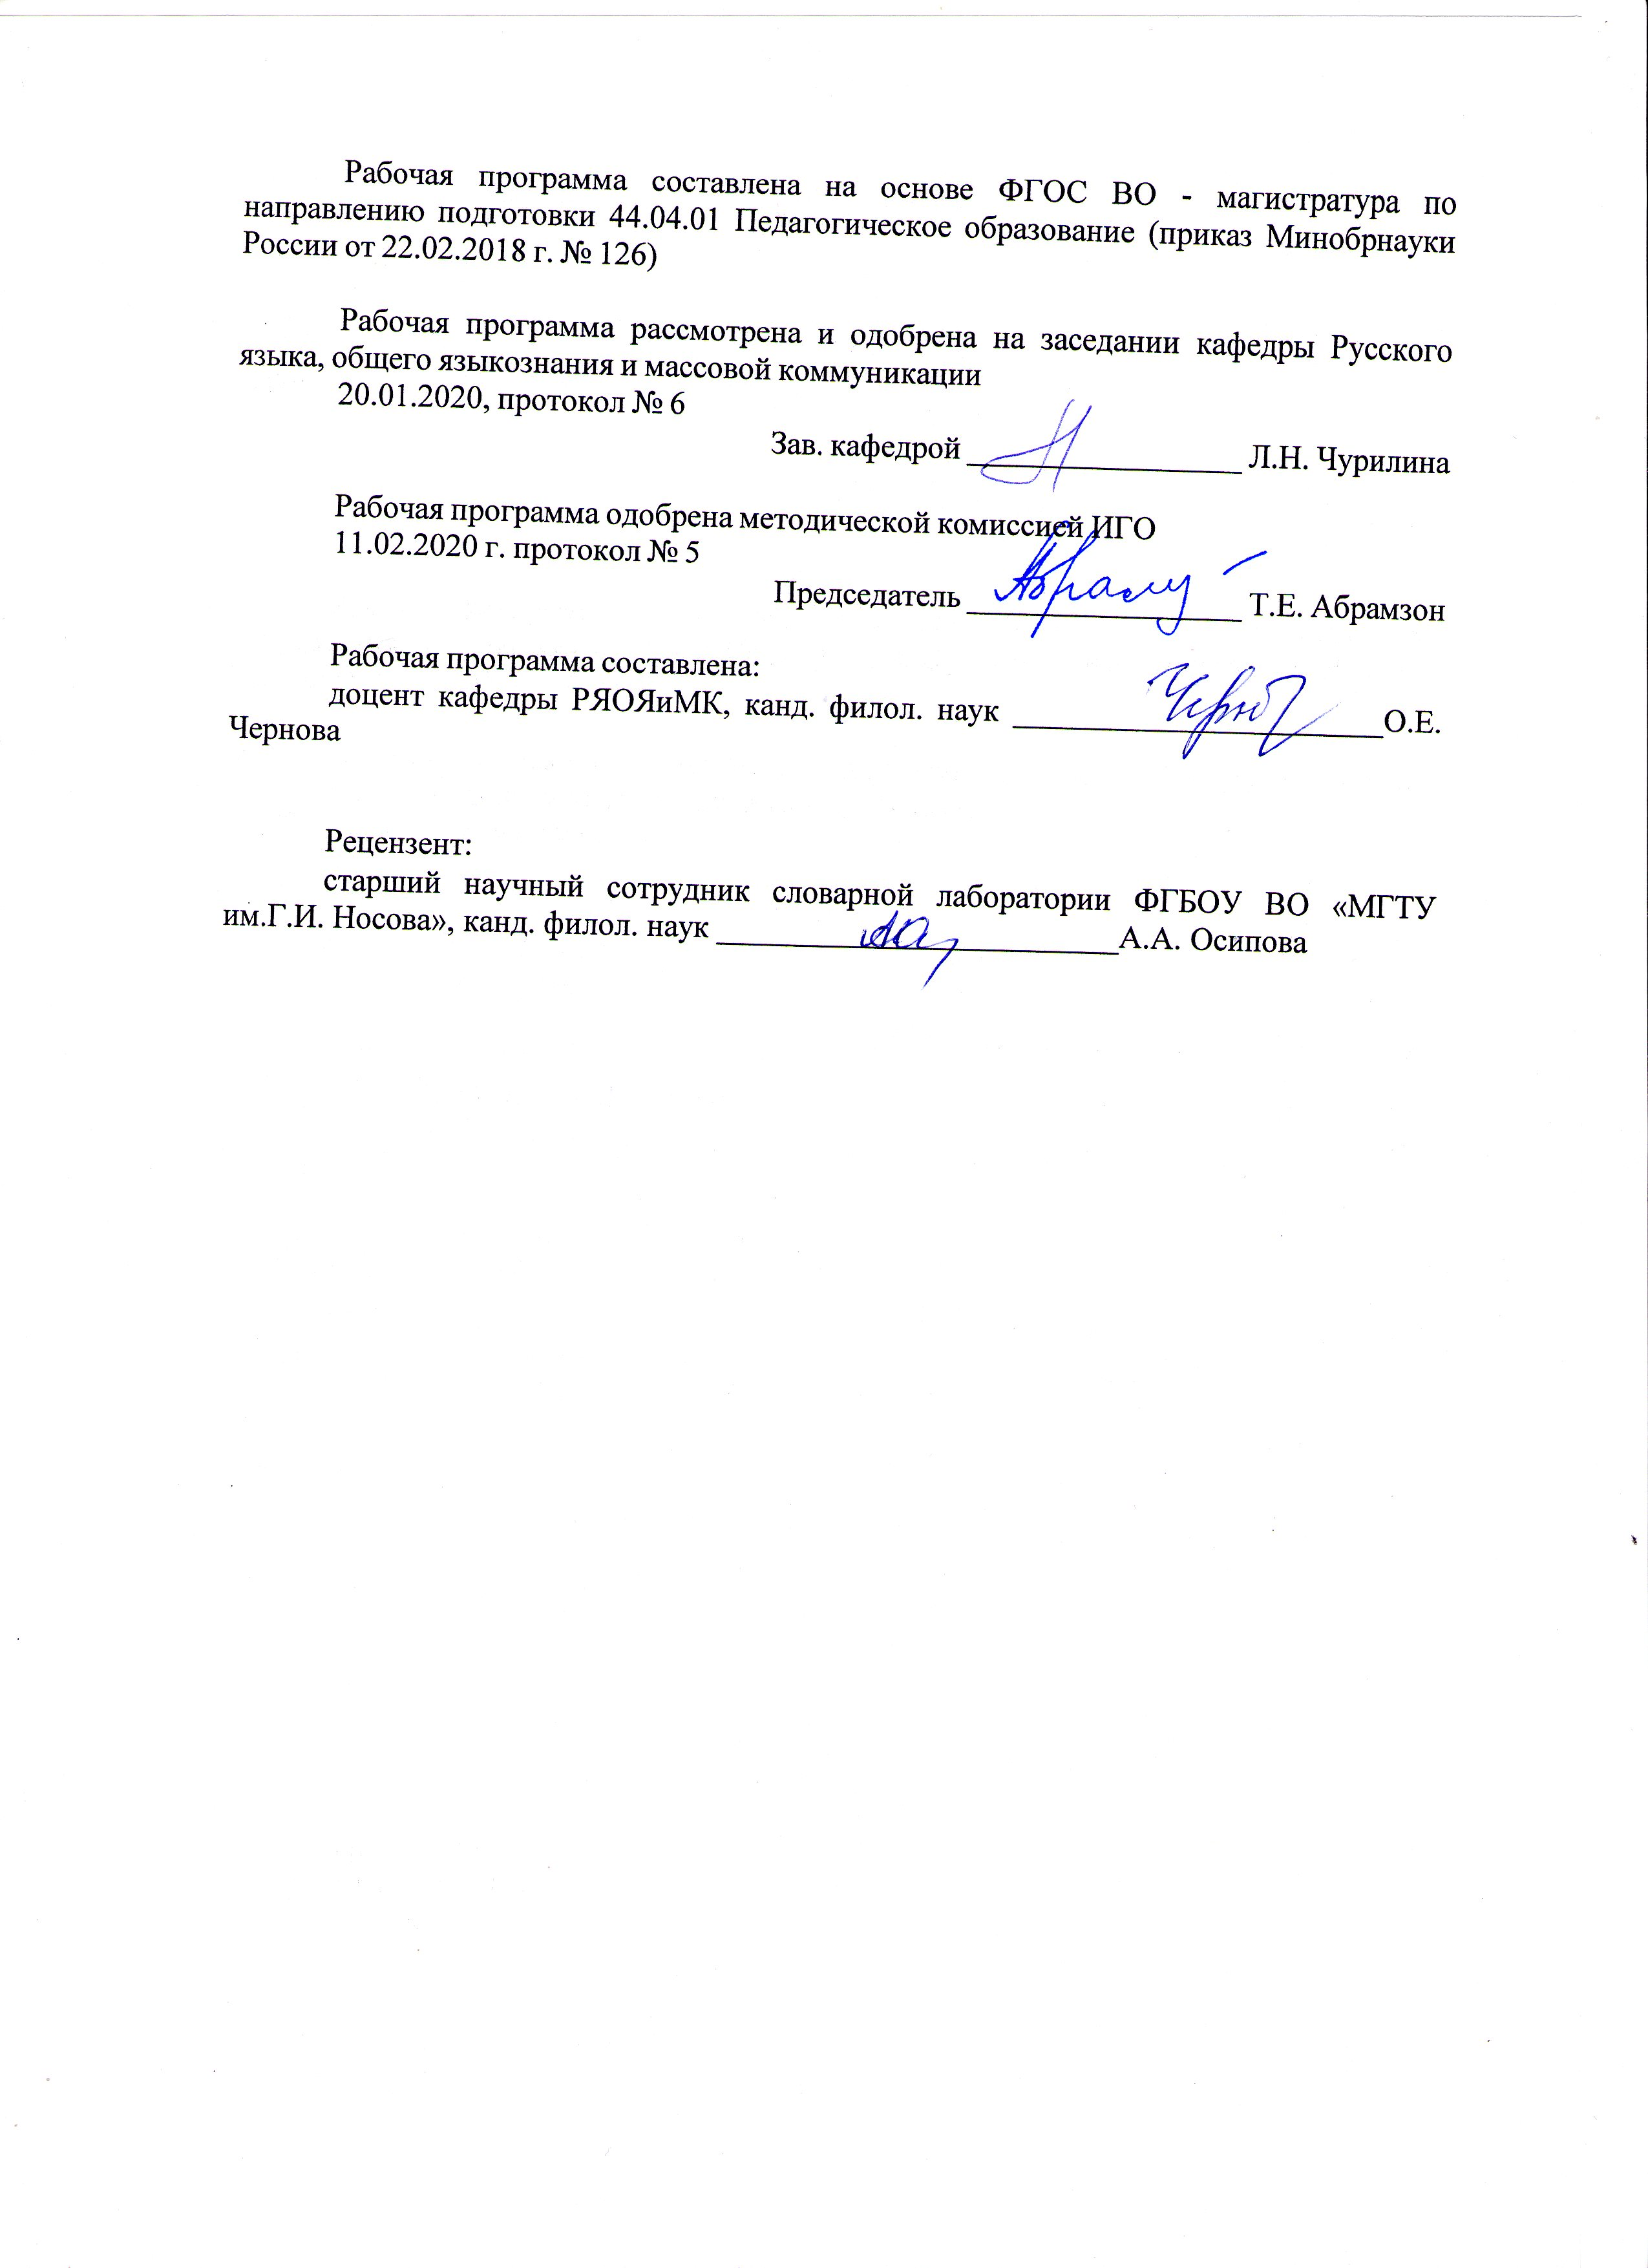 Рабочая программа составлена на основе ФГОС ВО - магистратура по
направлению подготовки 44.04.01 Педагогическое образование (приказ Минобрнауки
России от 22.02.2018 г. № 126)
Рабочая программа рассмотрена и одобрена на заседании кафедры Русского
языка, общего языкознания и массовой коммуникации
20.01.2020, протокол № 6
Зав. кафедрой ________________ Л.Н. Чурилина
Рабочая программа одобрена методической комиссией ИГО
11.02.2020 г. протокол № 5
Председатель ________________ Т.Е. Абрамзон
Рабочая программа составлена:
доцент кафедры РЯОЯиМК, канд. филол. наук ______________________О.Е.
Чернова
Рецензент:
старший научный сотрудник словарной лаборатории ФГБОУ ВО «МГТУ
им.Г.И. Носова», канд. филол. наук ________________________А.А. Осипова